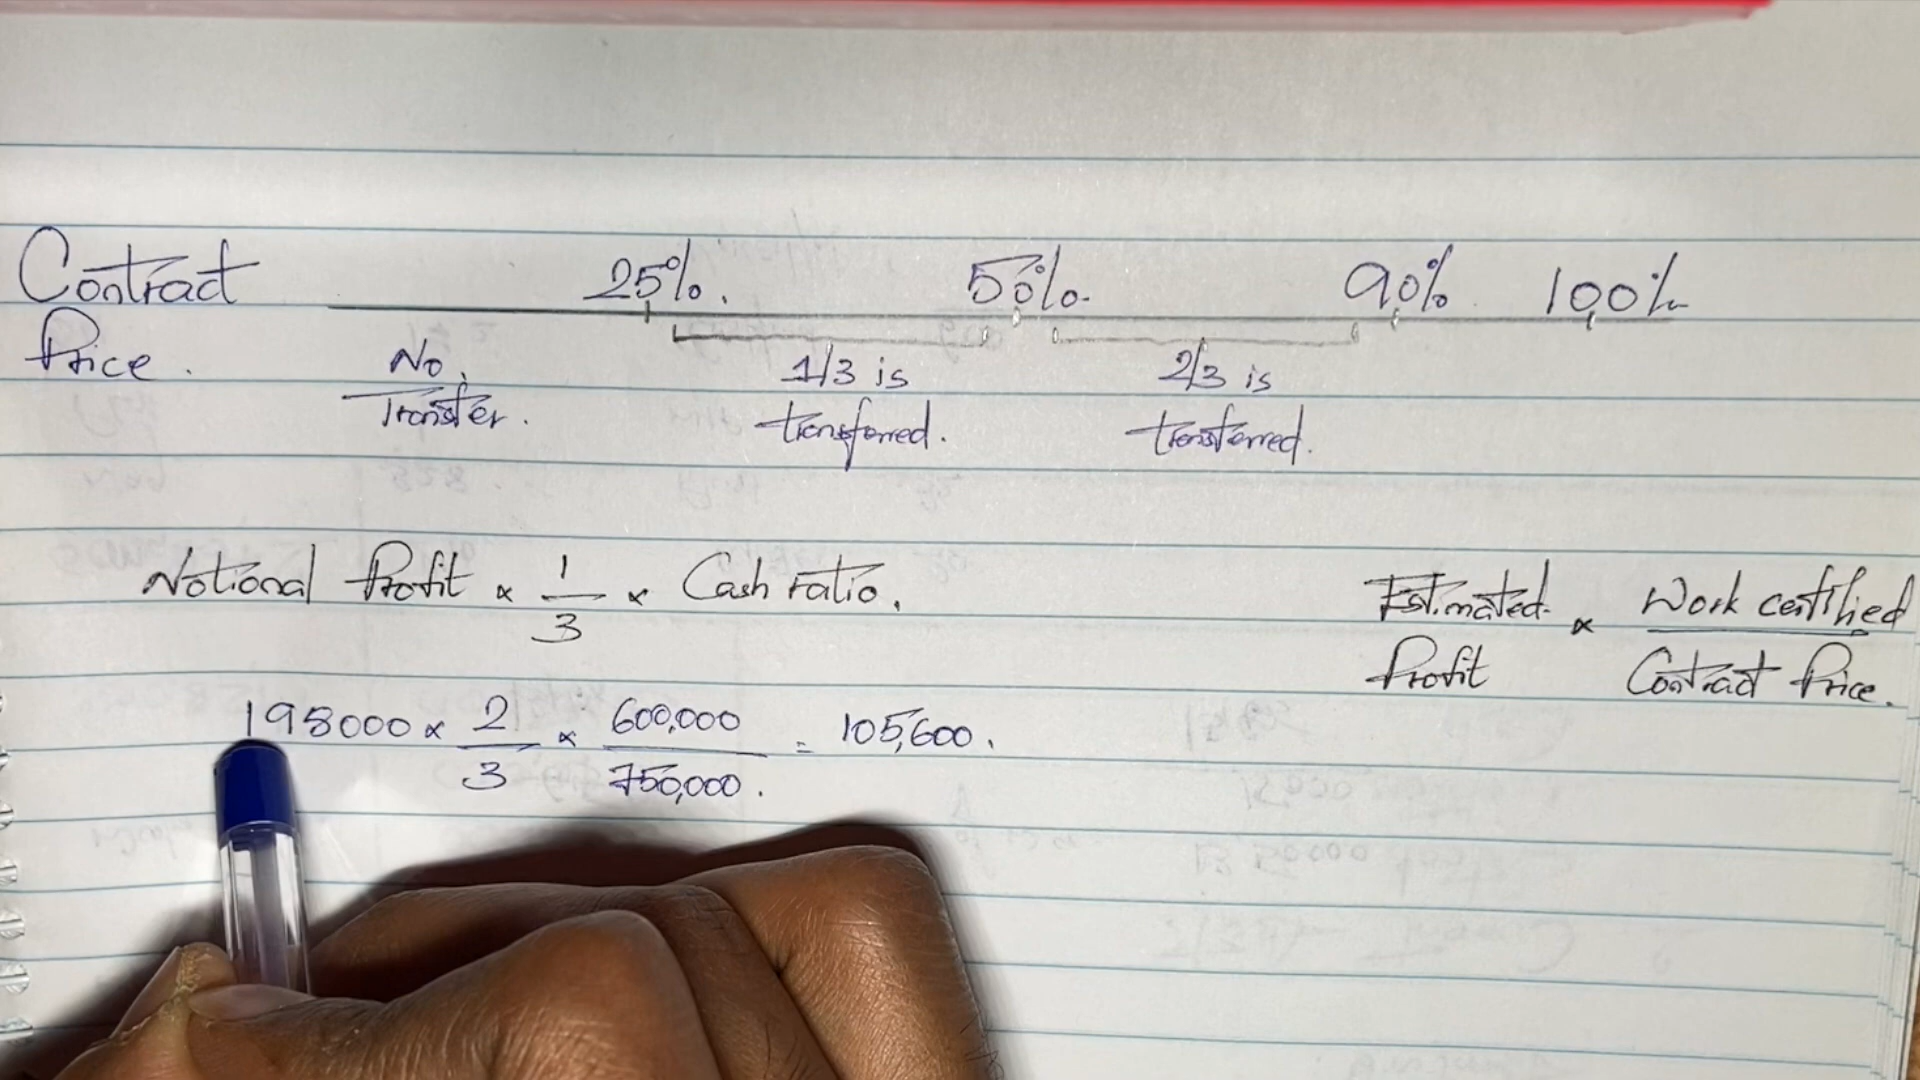 Contract 25%. 50%. 90% 100%
Price. No 1/3 is 2/3 is
Transfer. transferred. transferred.
Notional Profit × 1/3 × Cash ratio. Estimated Profit × Work certified / Contract Price.
198000 × 2/3 × 600,000/750,000. = 105,600.